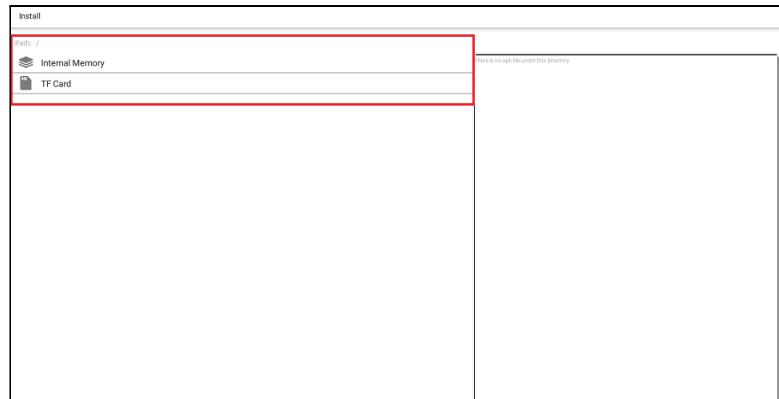 Install
Path: /
Internal Memory
TF Card
There is no apk file under this directory